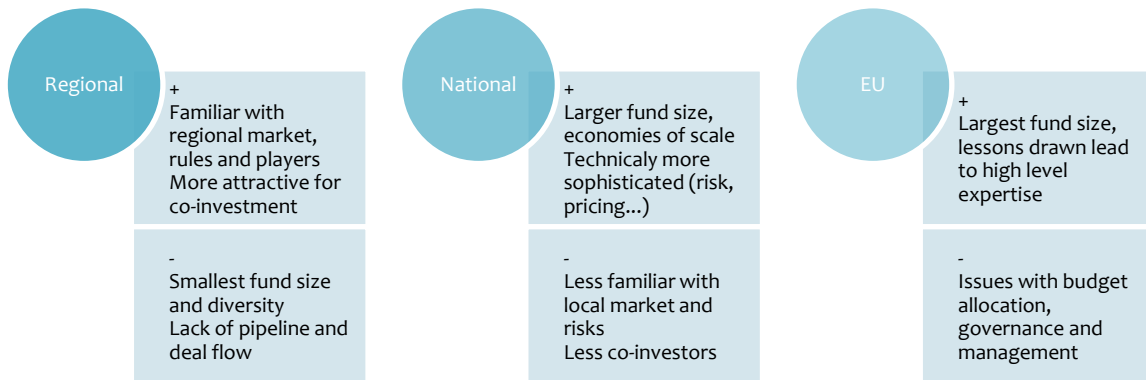 Regional
+
Familiar with
regional market,
rules and players
More attractive for
co-investment
-
Smallest fund size
and diversity
Lack of pipeline and
deal flow
National
+
Larger fund size,
economies of scale
Technicaly more
sophisticated (risk,
pricing...)
-
Less familiar with
local market and
risks
Less co-investors
EU
+
Largest fund size,
lessons drawn lead
to high level
expertise
-
Issues with budget
allocation,
governance and
management